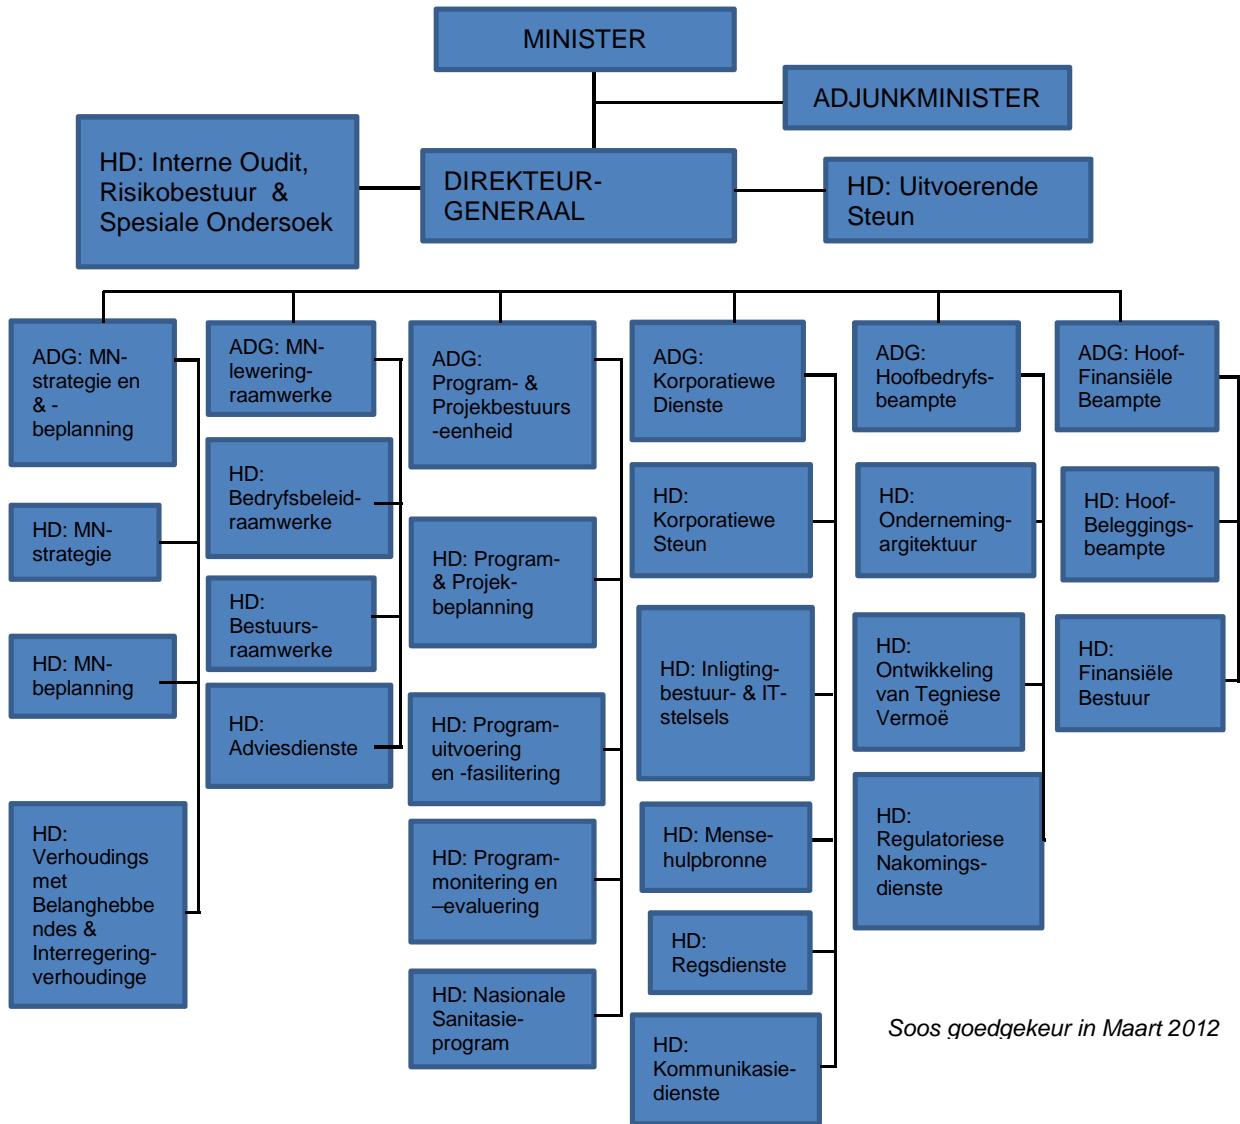 MINISTER
ADJUNKMINISTER
HD: Interne Oudit,
Risikobestuur &
Spesiale Ondersoek
DIREKTEUR-
GENERAAL
HD: Uitvoerende
Steun
ADG: MN-
strategie en
& -
beplanning
HD: MN-
strategie
HD: MN-
beplanning
HD:
Verhoudings
met
Belanghebbe
ndes &
Interregering-
verhoudinge
ADG: MN-
lewering-
raamwerke
HD:
Bedryfsbeleid-
raamwerke
HD:
Bestuurs-
raamwerke
HD:
Adviesdienste
ADG:
Program- &
Projekbestuurs
-eenheid
HD: Program-
& Projek-
beplanning
HD: Program-
uitvoering
en -fasilitering
HD: Program-
monitering en
–evaluering
HD: Nasionale
Sanitasie-
program
ADG:
Korporatiewe
Dienste
HD:
Korporatiewe
Steun
HD: Inligting-
bestuur- & IT-
stelsels
HD: Mense-
hulpbronne
HD:
Regsdienste
HD:
Kommunikasie-
dienste
ADG:
Hoofbedryfs-
beampte
HD:
Onderneming-
argitektuur
HD:
Ontwikkeling
van Tegniese
Vermoë
HD:
Regulatoriese
Nakomings-
dienste
ADG: Hoof-
Finansiële
Beampte
HD: Hoof-
Beleggings-
beampte
HD:
Finansiële
Bestuur
Soos goedgekeur in Maart 2012